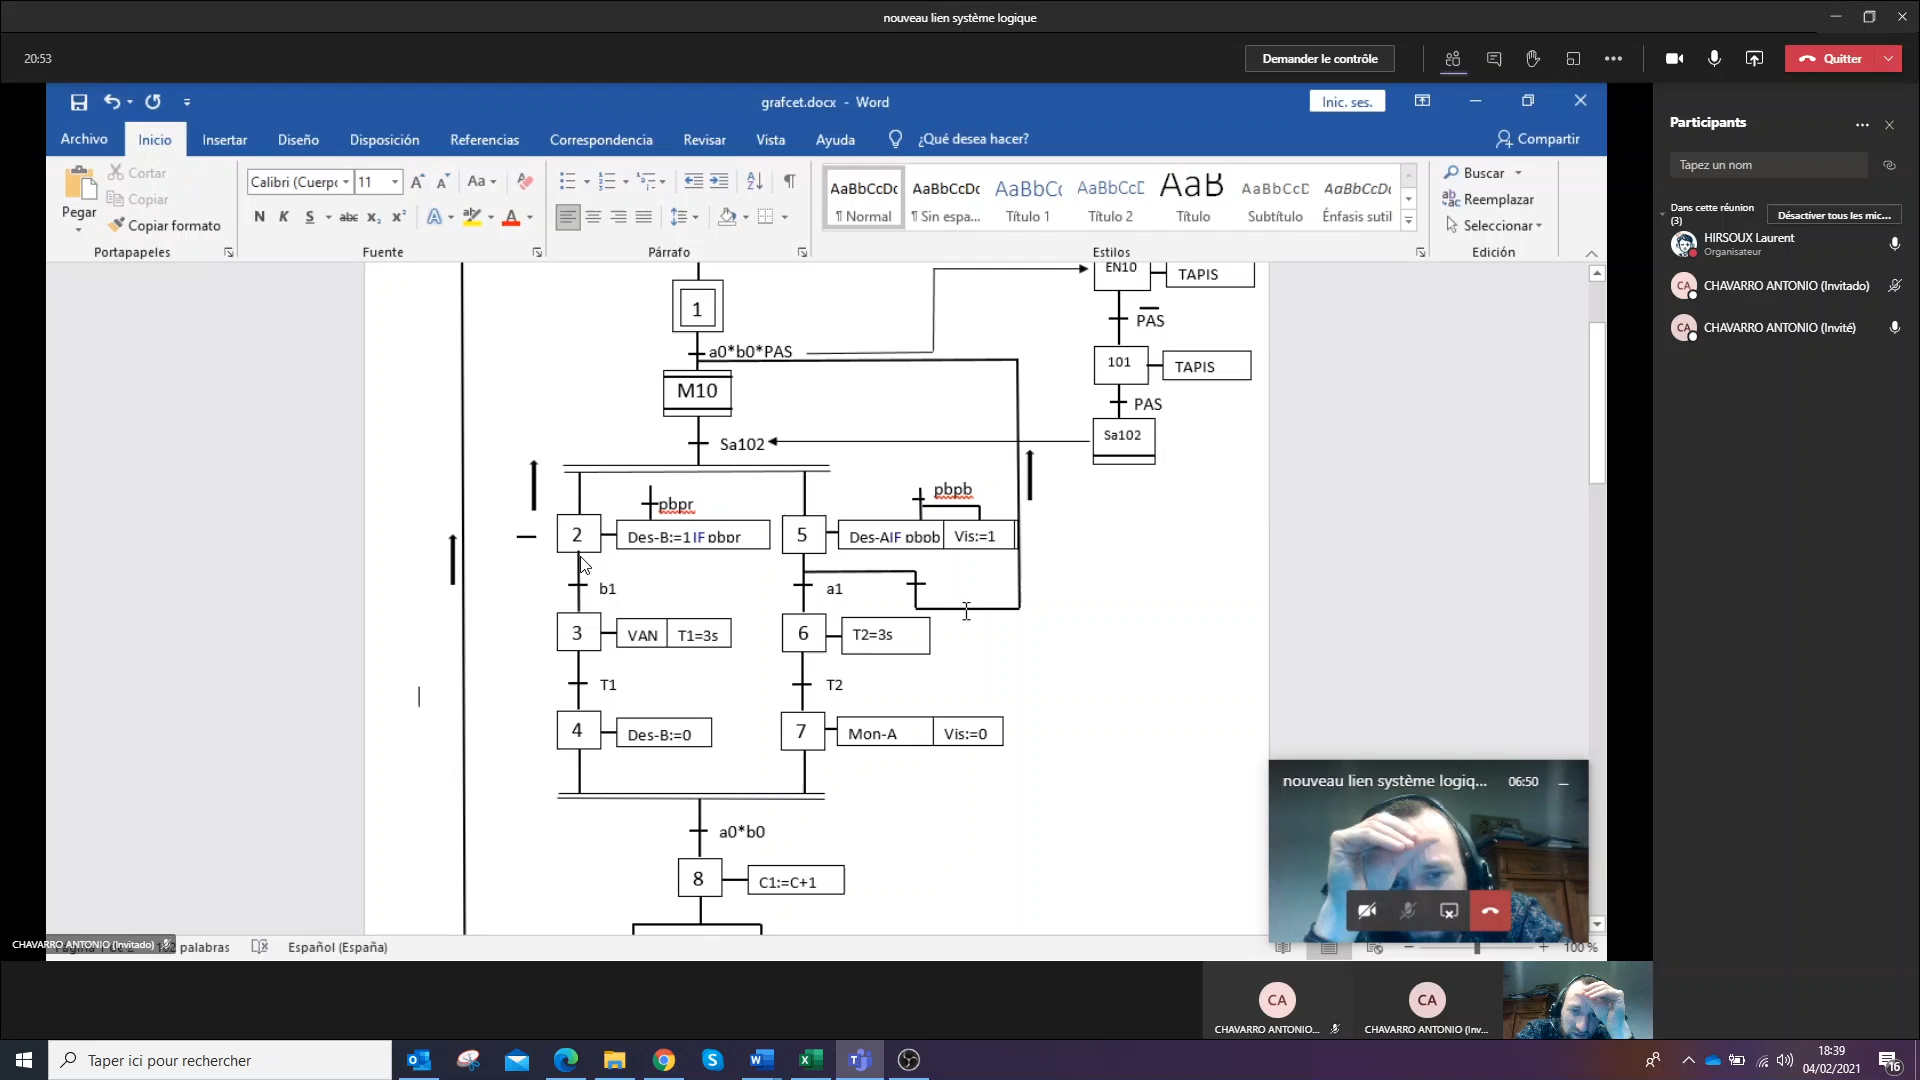 nouveau lien système logique
20:53
Demander le contrôle
Quitter
grafcet.docx - Word
Inic. ses.
Archivo Inicio Insertar Diseño Disposición Referencias Correspondencia Revisar Vista Ayuda ¿Qué desea hacer? Compartir
Pegar
Cortar
Copiar
Copiar formato
Calibri (Cuerpo 11
Aa
N K S abc x₂ x² A A
AaBbCcDc AaBbCcDc AaBbCc AaBbCcE AaB AaBbCcD AaBbCcDc
¶ Normal ¶ Sin espa... Título 1 Título 2 Título Subtítulo Énfasis sutil
Buscar
Reemplazar
Seleccionar
Portapapeles Fuente Párrafo Estilos Edición
EN10 TAPIS
1
PAS
a0*b0*PAS
101 TAPIS
M10
PAS
Sa102
Sa102
pbpr
pbpb
2 Des-B:=1 IF pbpr 5 Des-AIF pbpb Vis:=1
b1 a1
3 VAN T1=3s 6 T2=3s
T1 T2
4 Des-B:=0 7 Mon-A Vis:=0
a0*b0
8 C1:=C+1
palabras Español (España)
100 %
CHAVARRO ANTONIO (Invitado)
Participants
Tapez un nom
Dans cette réunion
(3)
Désactiver tous les mic...
HIRSOUX Laurent
Organisateur
CA CHAVARRO ANTONIO (Invitado)
CA CHAVARRO ANTONIO (Invité)
nouveau lien système logiq... 06:50
CA
CHAVARRO ANTONIO...
CA
CHAVARRO ANTONIO (Inv...
Taper ici pour rechercher
18:39
04/02/2021
16